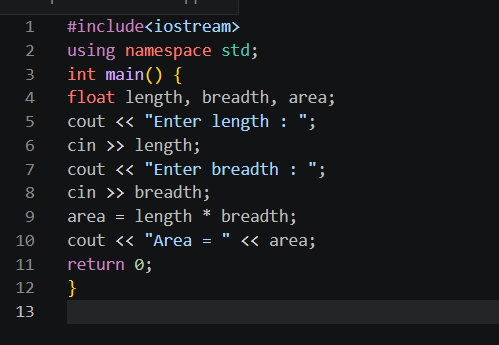 1 #include<iostream>
2 using namespace std;
3 int main() {
4 float length, breadth, area;
5 cout << "Enter length : ";
6 cin >> length;
7 cout << "Enter breadth : ";
8 cin >> breadth;
9 area = length * breadth;
10 cout << "Area = " << area;
11 return 0;
12 }
13